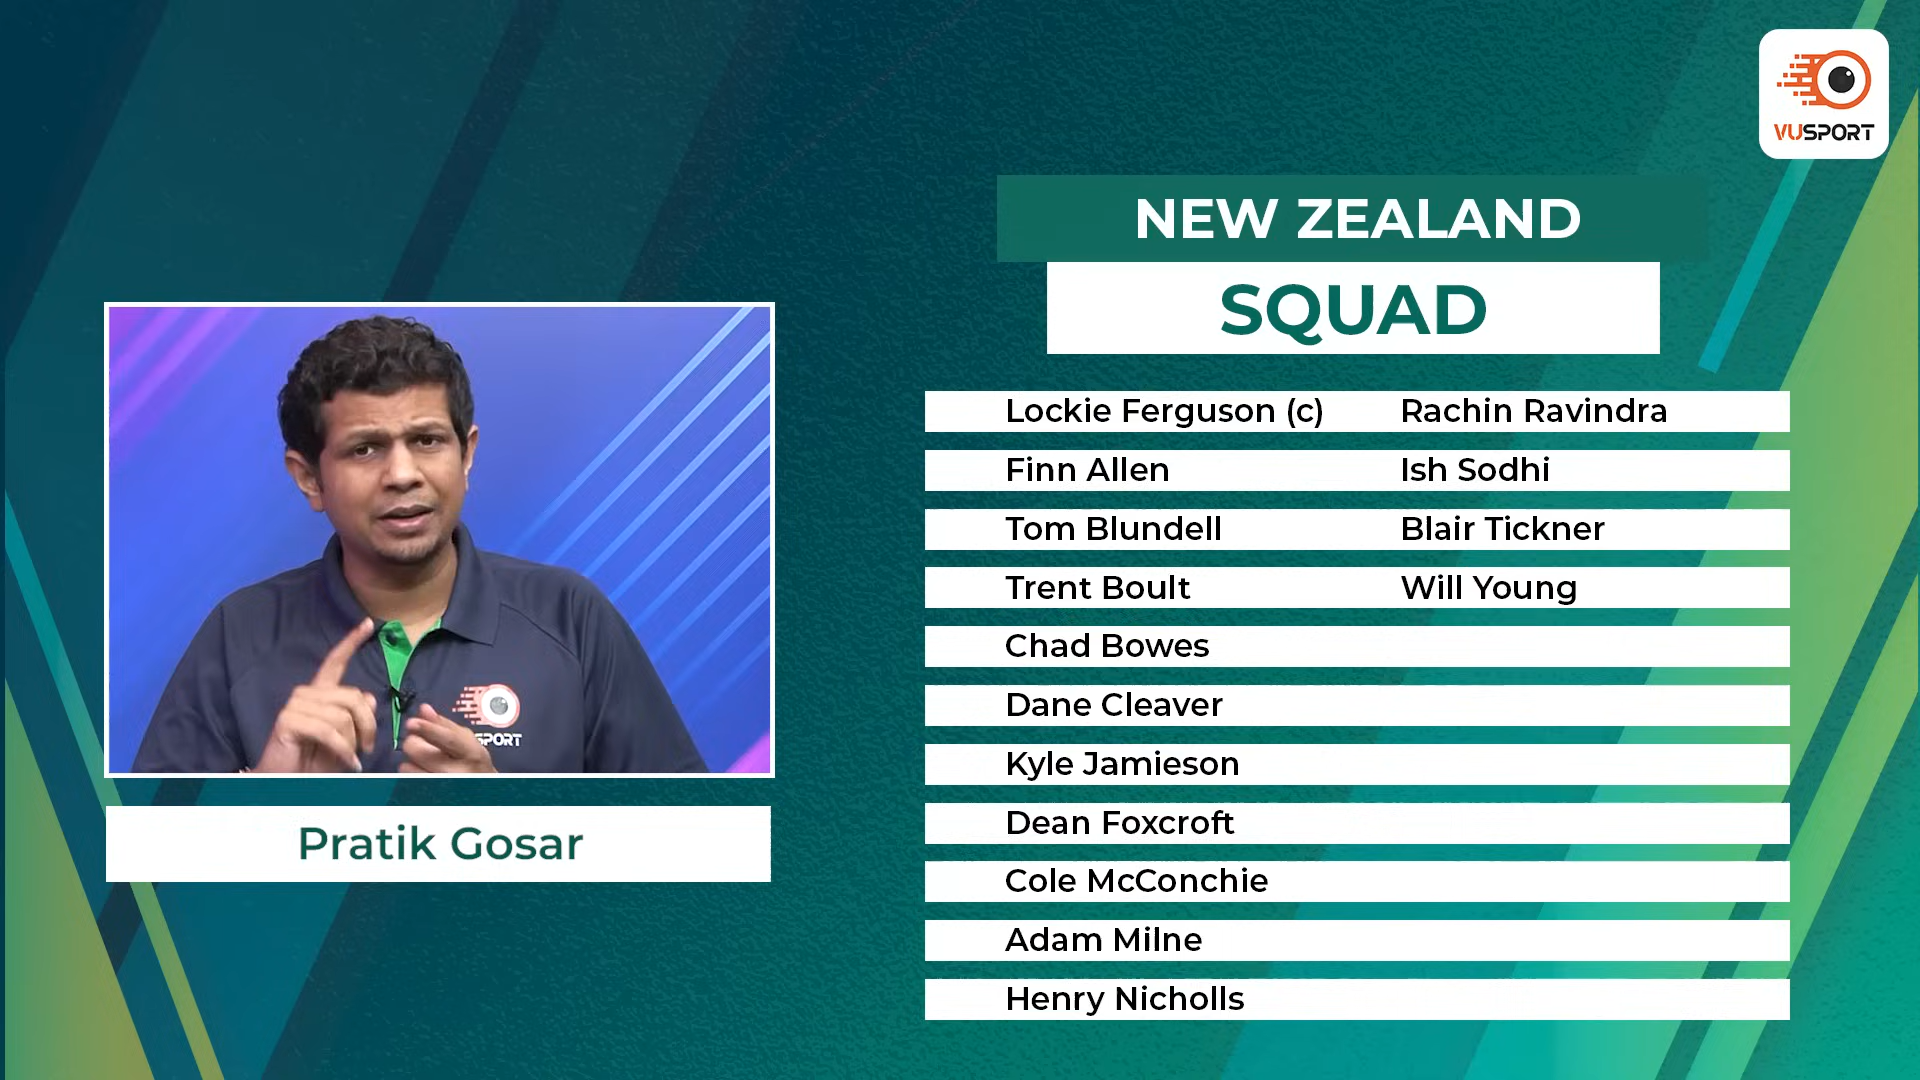 VUSPORT
NEW ZEALAND
SQUAD
Lockie Ferguson (c)
Finn Allen
Tom Blundell
Trent Boult
Chad Bowes
Dane Cleaver
Kyle Jamieson
Dean Foxcroft
Cole McConchie
Adam Milne
Henry Nicholls
Rachin Ravindra
Ish Sodhi
Blair Tickner
Will Young
SPORT
Pratik Gosar